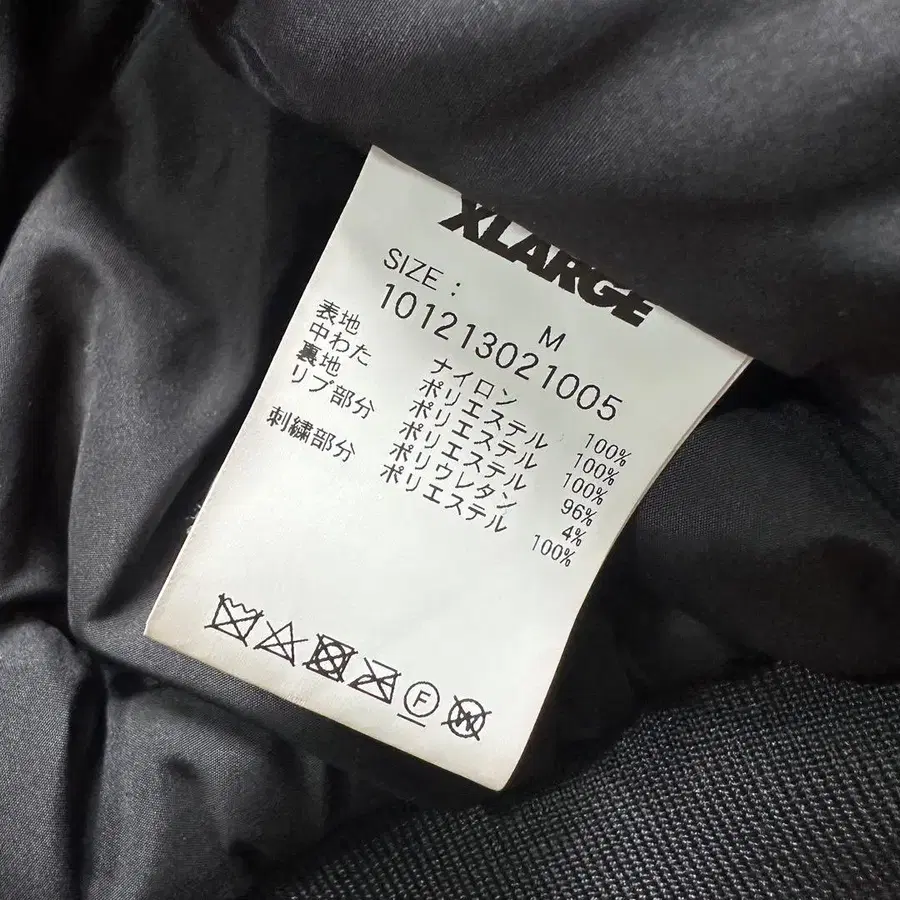 XLARGE
SIZE : M
101213021005
表地 ナイロン 100%
中わた ポリエステル 100%
裏地 ポリエステル 100%
リブ部分 ポリエステル 96%
ポリウレタン 4%
刺繍部分 ポリエステル 100%
F
W